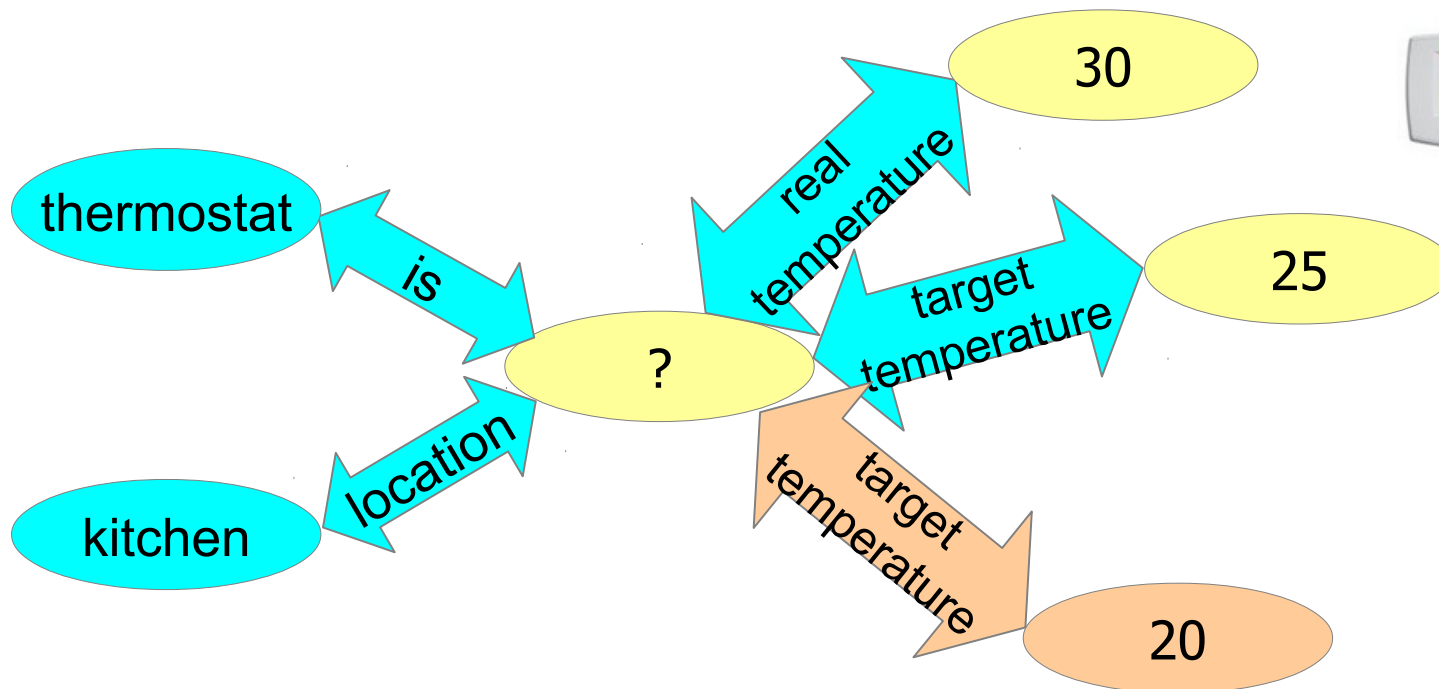 30
real
temperature
thermostat
is
target
temperature
25
?
location
kitchen
target
temperature
20